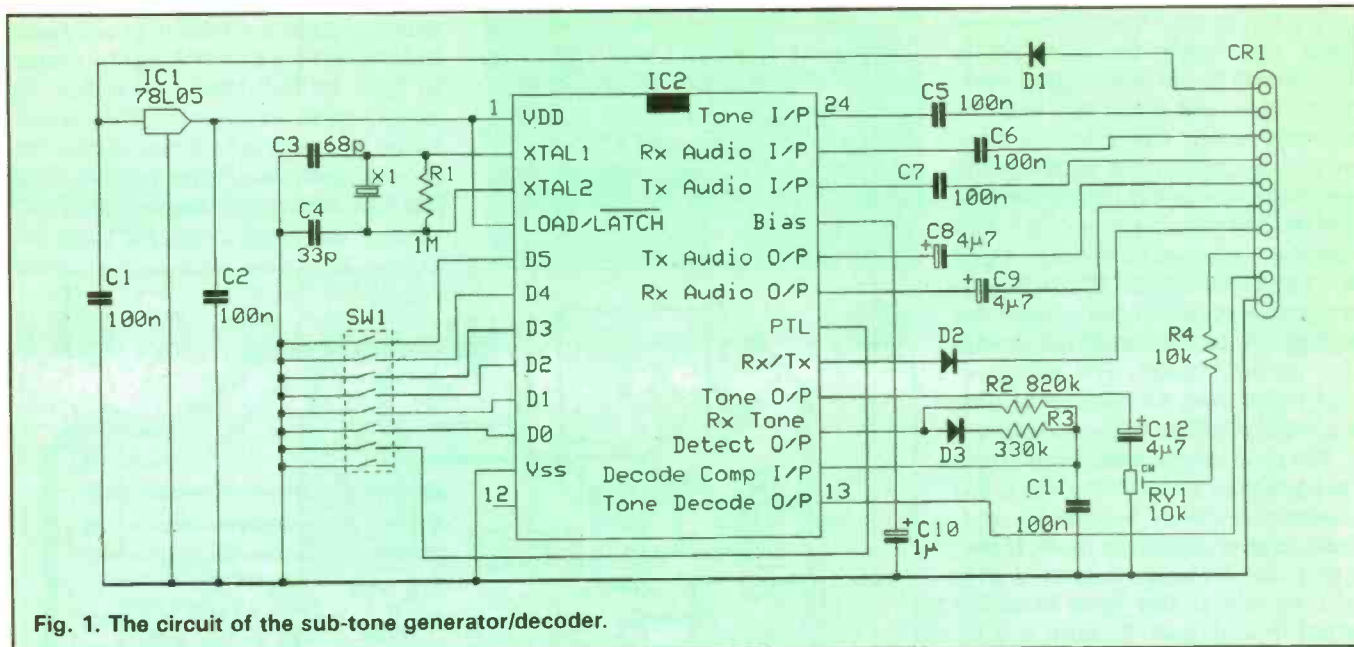 IC1
78L05
C1
100n
C2
100n
C3 68p
X1
R1
1M
C4
33p
SW1
IC2
1
VDD
XTAL1
XTAL2
LOAD/LATCH
D5
D4
D3
D2
D1
D0
Vss
12
Tone I/P
24
Rx Audio I/P
Tx Audio I/P
Bias
Tx Audio O/P
Rx Audio O/P
PTL
Rx/Tx
Tone O/P
Rx Tone
Detect O/P
Decode Comp I/P
Tone Decode O/P
13
C5
100n
C6
100n
C7
100n
C8
+
4µ7
+
C9
4µ7
D1
CR1
D2
R2 820k
D3
R3
330k
R4
10k
+
C12
4µ7
CW
RV1
10k
C11
100n
+
C10
1µ
Fig. 1. The circuit of the sub-tone generator/decoder.